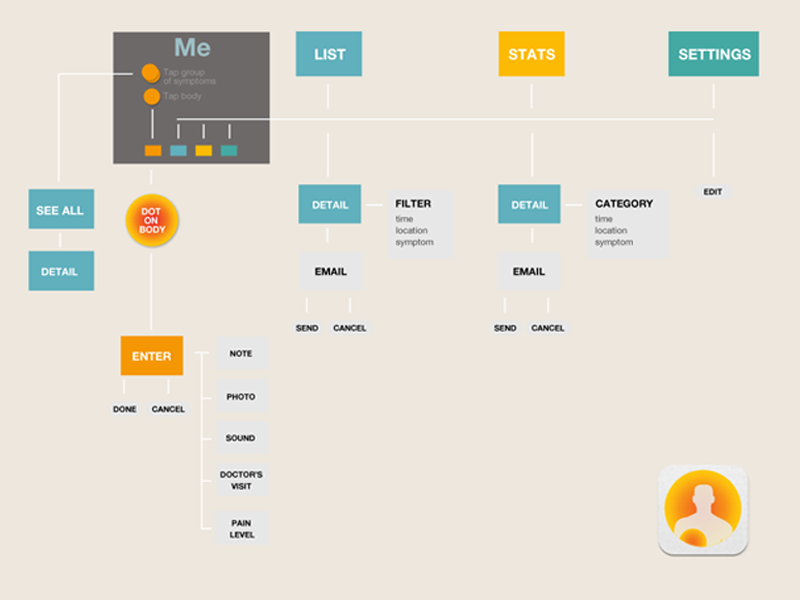 Me
Tap group
of symptoms
Tap body
LIST
STATS
SETTINGS
SEE ALL
DETAIL
DOT
ON
BODY
DETAIL
FILTER
time
location
symptom
EMAIL
SEND
CANCEL
DETAIL
CATEGORY
time
location
symptom
EMAIL
SEND
CANCEL
EDIT
ENTER
DONE
CANCEL
NOTE
PHOTO
SOUND
DOCTOR'S
VISIT
PAIN
LEVEL